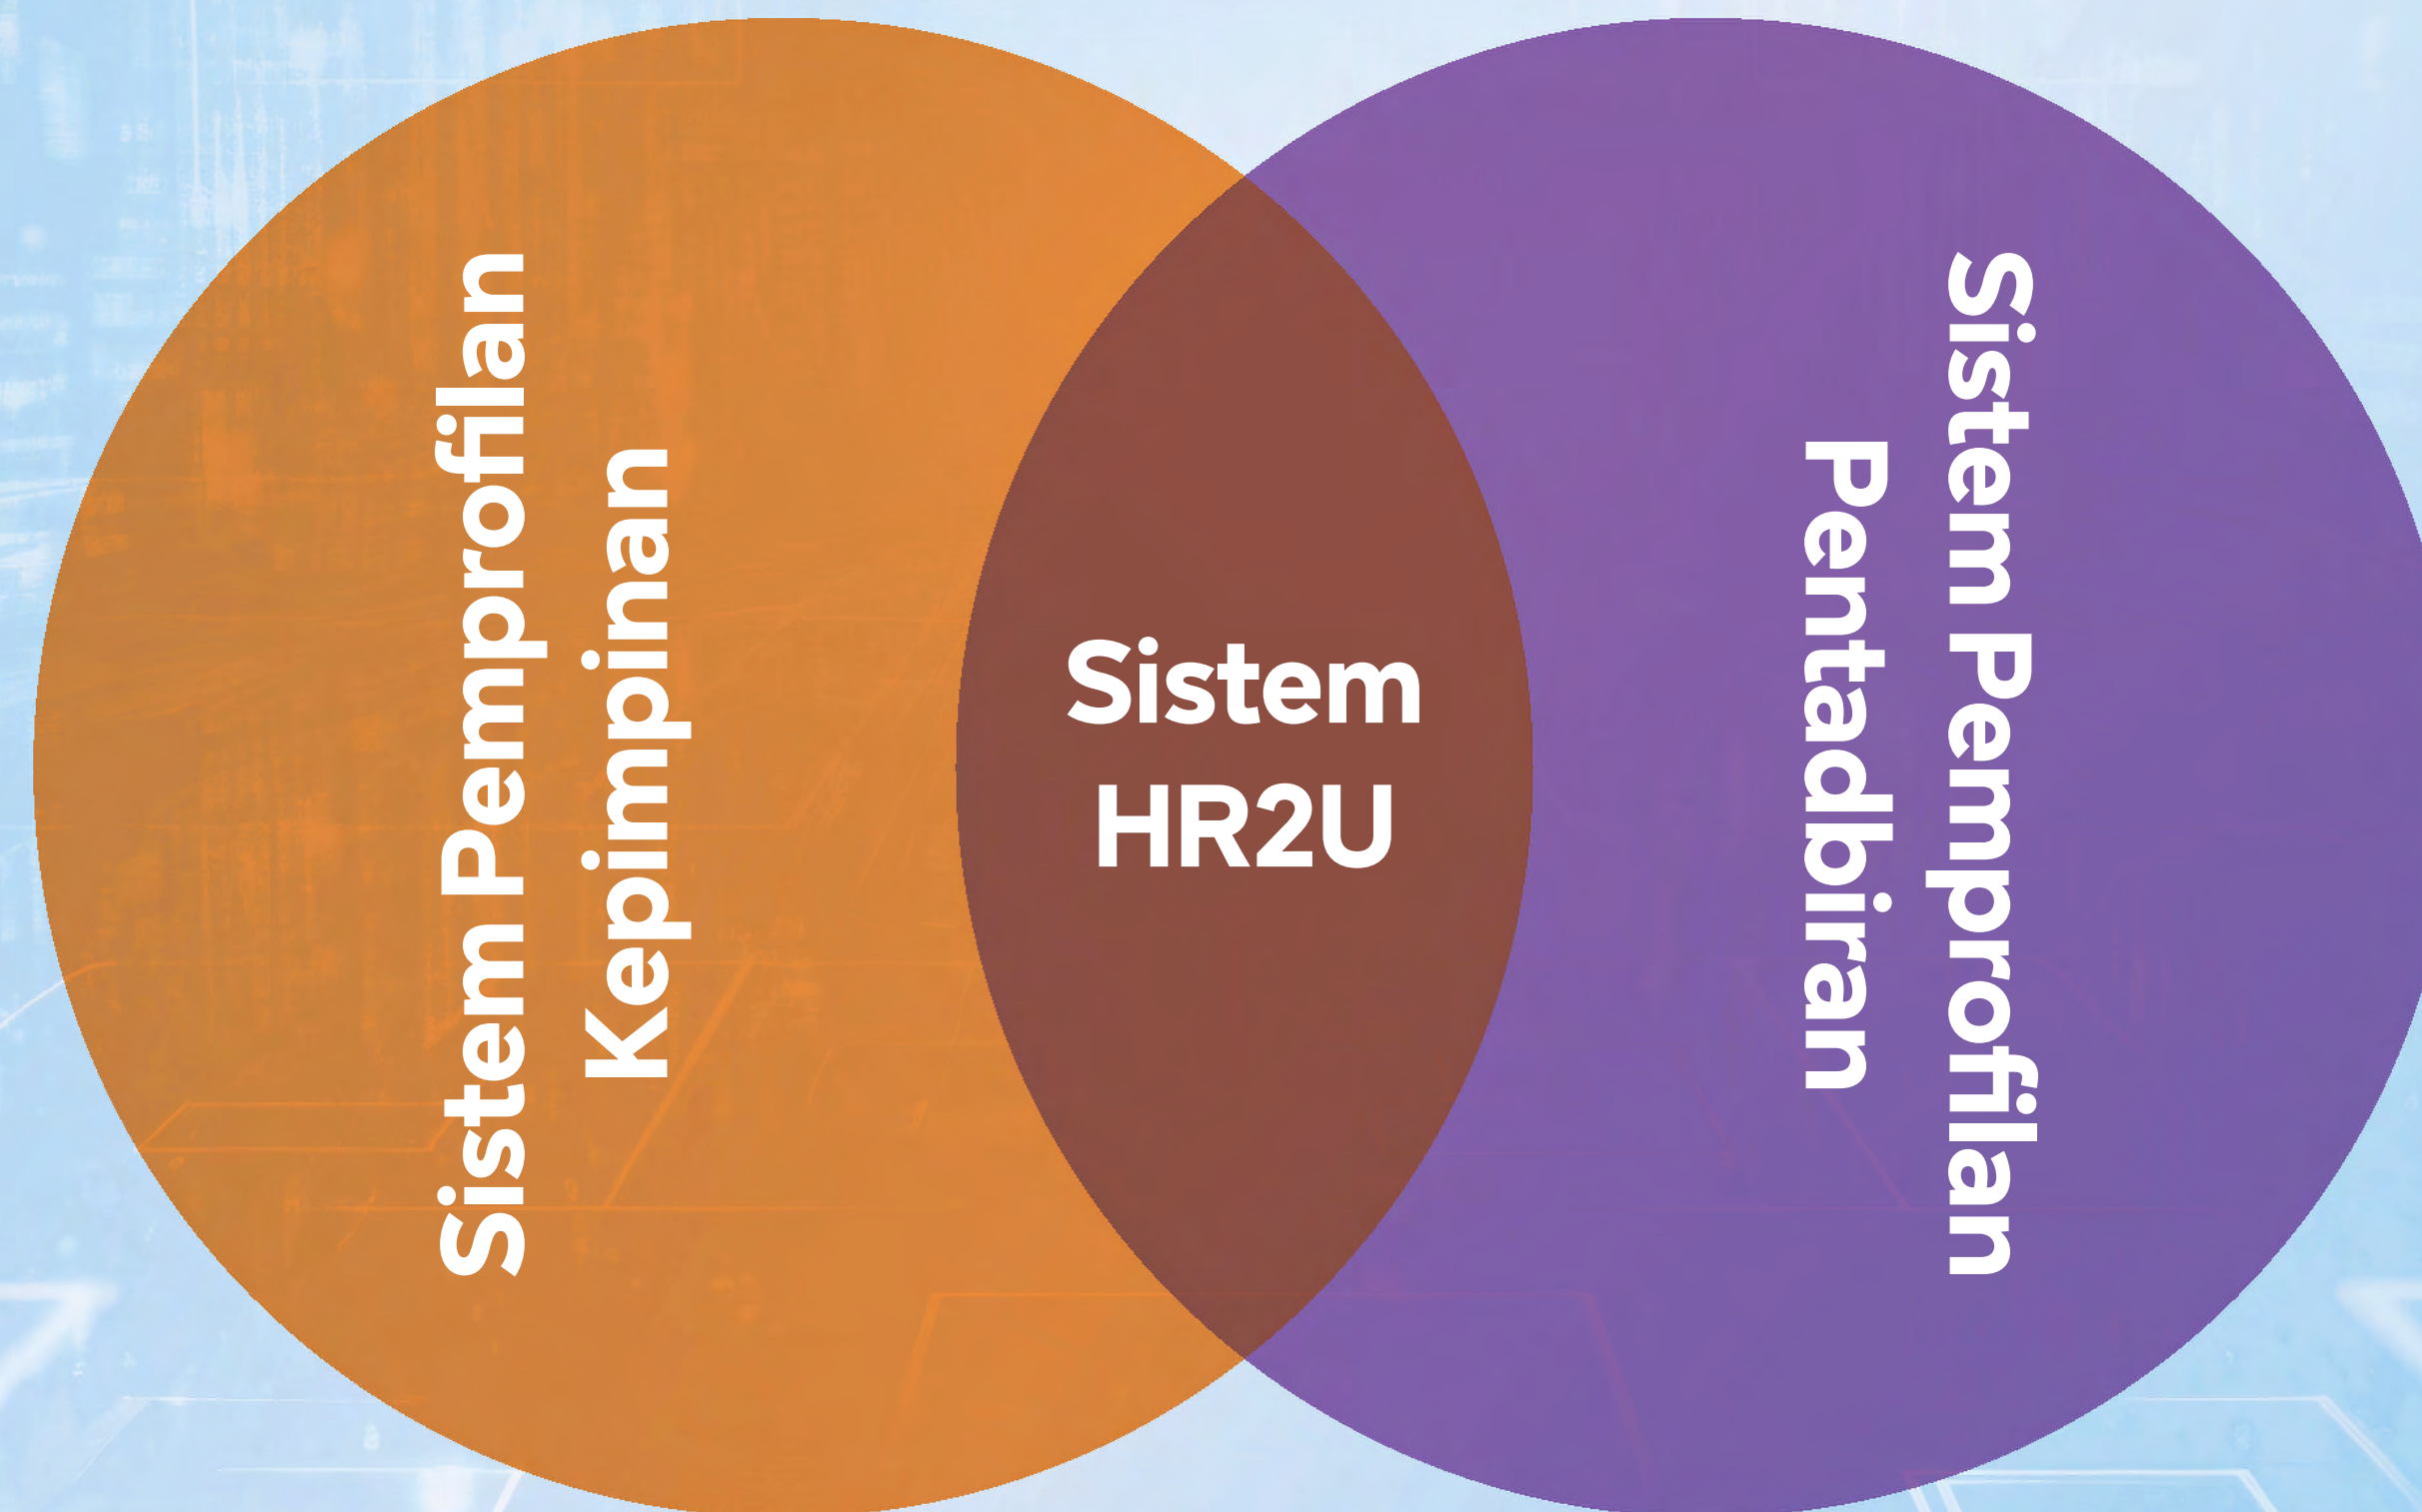 Sistem Pemprofilan
Kepimpinan
Sistem
HR2U
Sistem Pemprofilan
Pentadbiran